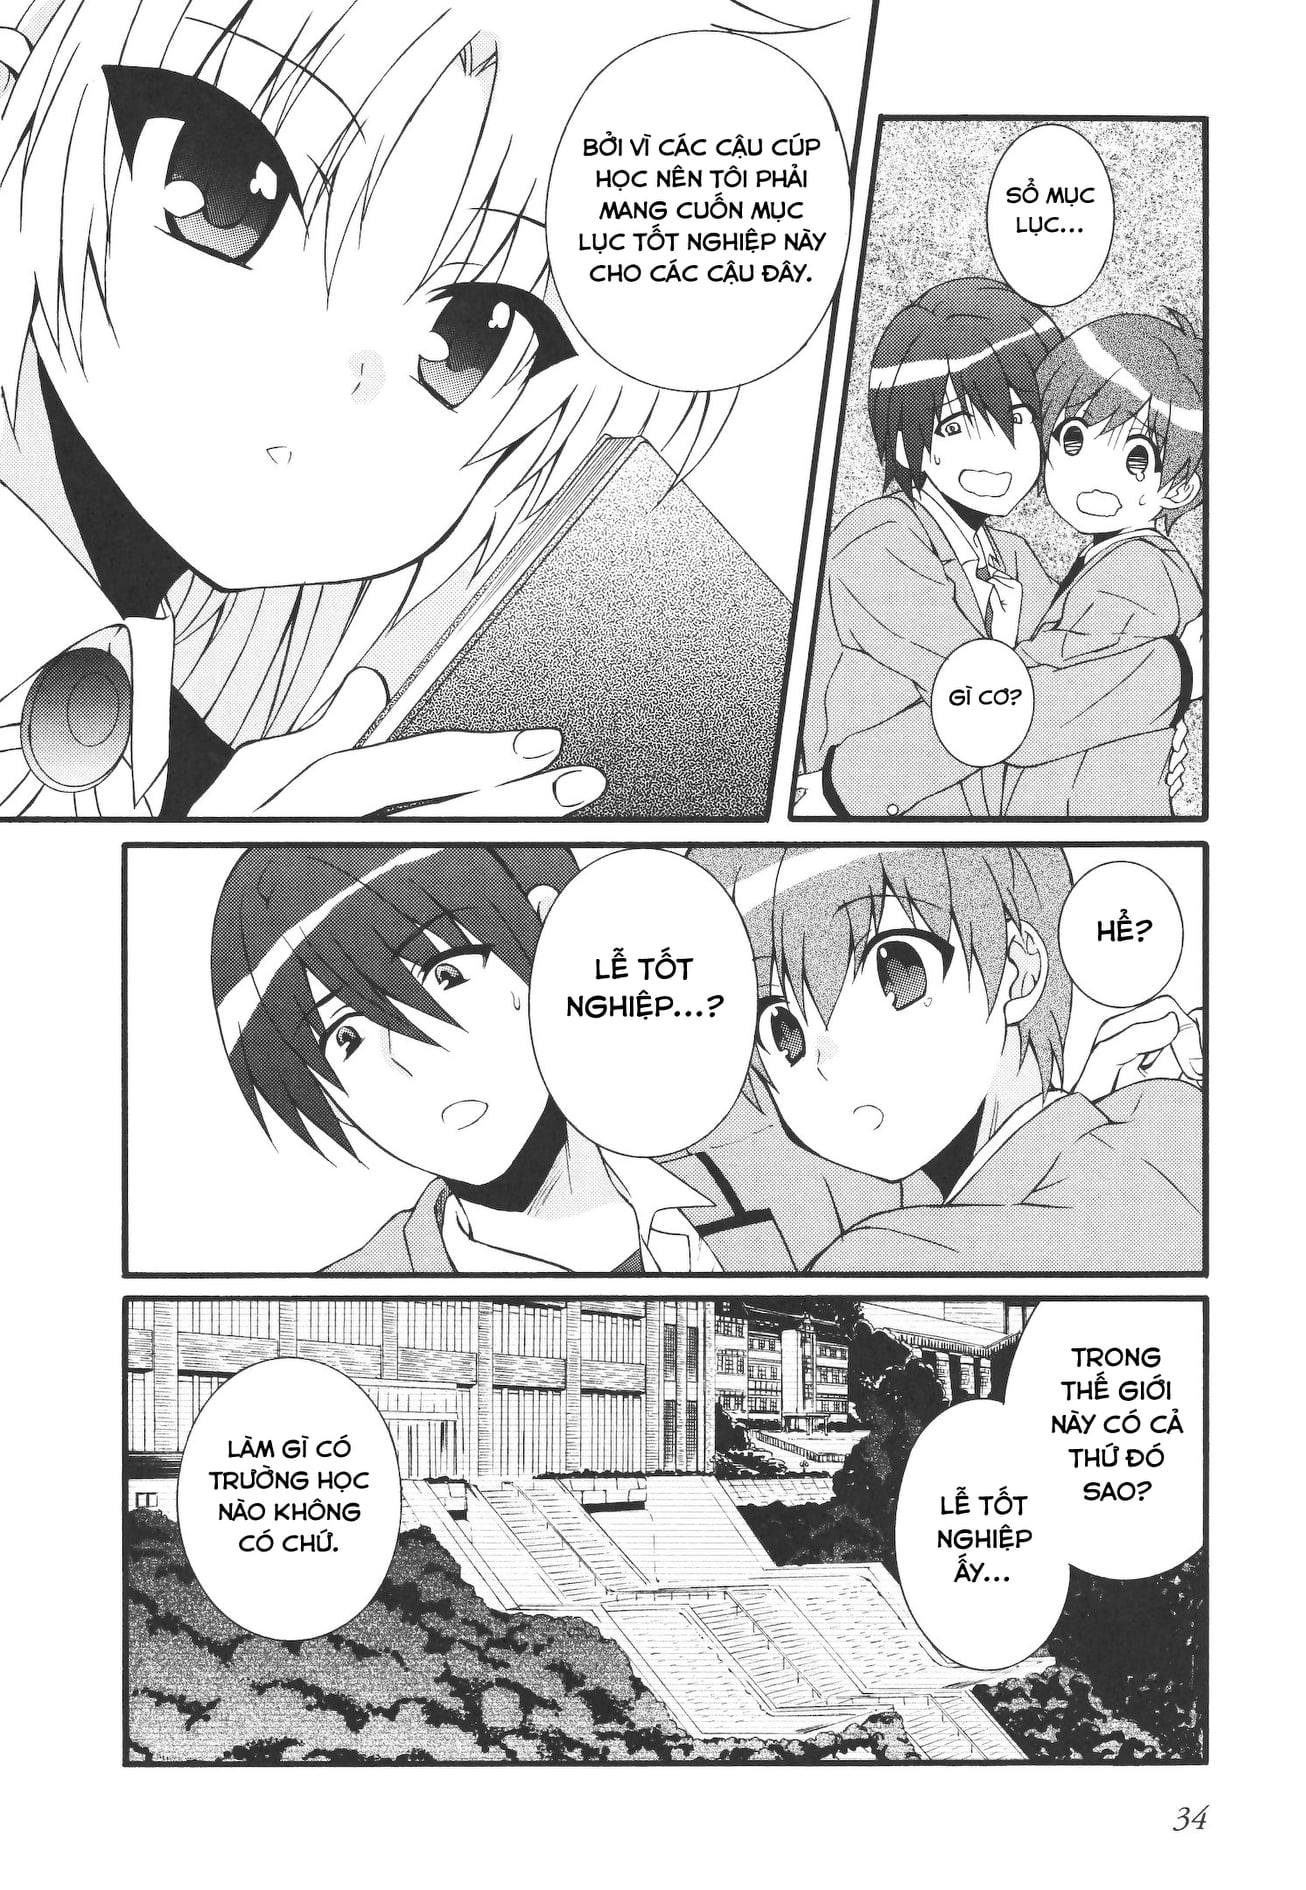 SỔ MỤC
LỤC...
GÌ CƠ?
BỞI VÌ CÁC CẬU CÚP
HỌC NÊN TÔI PHẢI
MANG CUỐN MỤC
LỤC TỐT NGHIỆP NÀY
CHO CÁC CẬU ĐÂY.
HỂ?
LỄ TỐT
NGHIỆP...?
TRONG
THẾ GIỚI
NÀY CÓ CẢ
THỨ ĐÓ
SAO?
LỄ TỐT
NGHIỆP
ẤY...
LÀM GÌ CÓ
TRƯỜNG HỌC
NÀO KHÔNG
CÓ CHỨ.
34